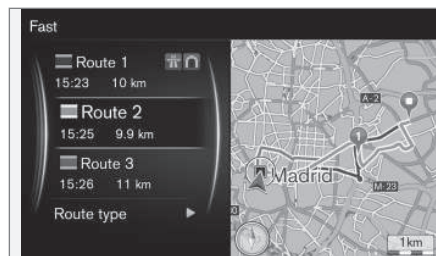 Fast
Route 1
15:23 10 km
Route 2
15:25 9.9 km
Route 3
15:26 11 km
Route type
A-2
1
Madrid
M-23
1km